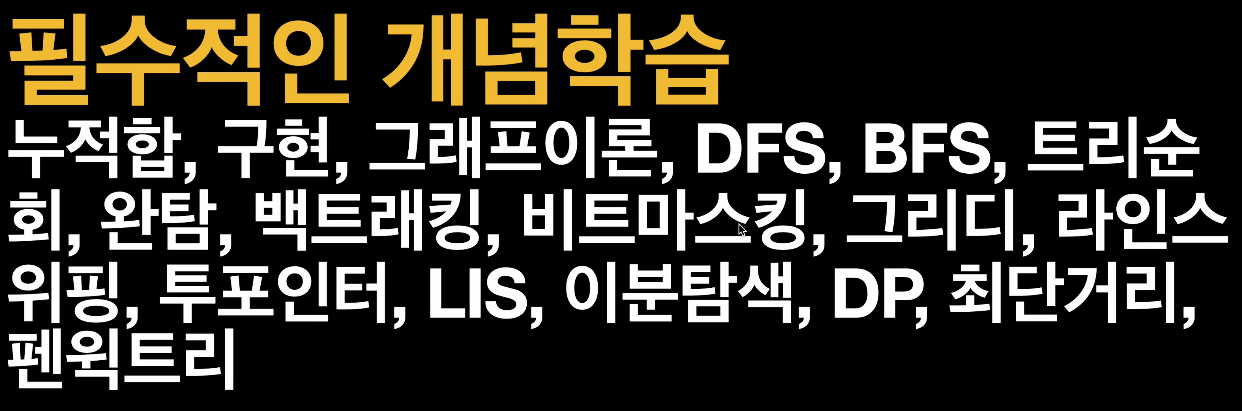 필수적인 개념학습
누적합, 구현, 그래프이론, DFS, BFS, 트리순
회, 완탐, 백트래킹, 비트마스킹, 그리디, 라인스
위핑, 투포인터, LIS, 이분탐색, DP, 최단거리,
펜윅트리